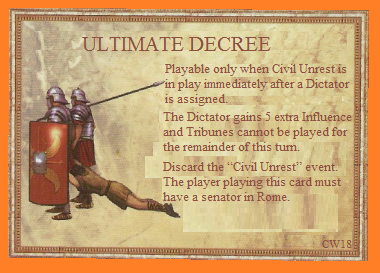 ULTIMATE DECREE
Playable only when Civil Unrest is
in play immediately after a Dictator
is assigned.
The Dictator gains 5 extra Influence
and Tribunes cannot be played for
the remainder of this turn.
Discard the “Civil Unrest” event.
The player playing this card must
have a senator in Rome.
CW18